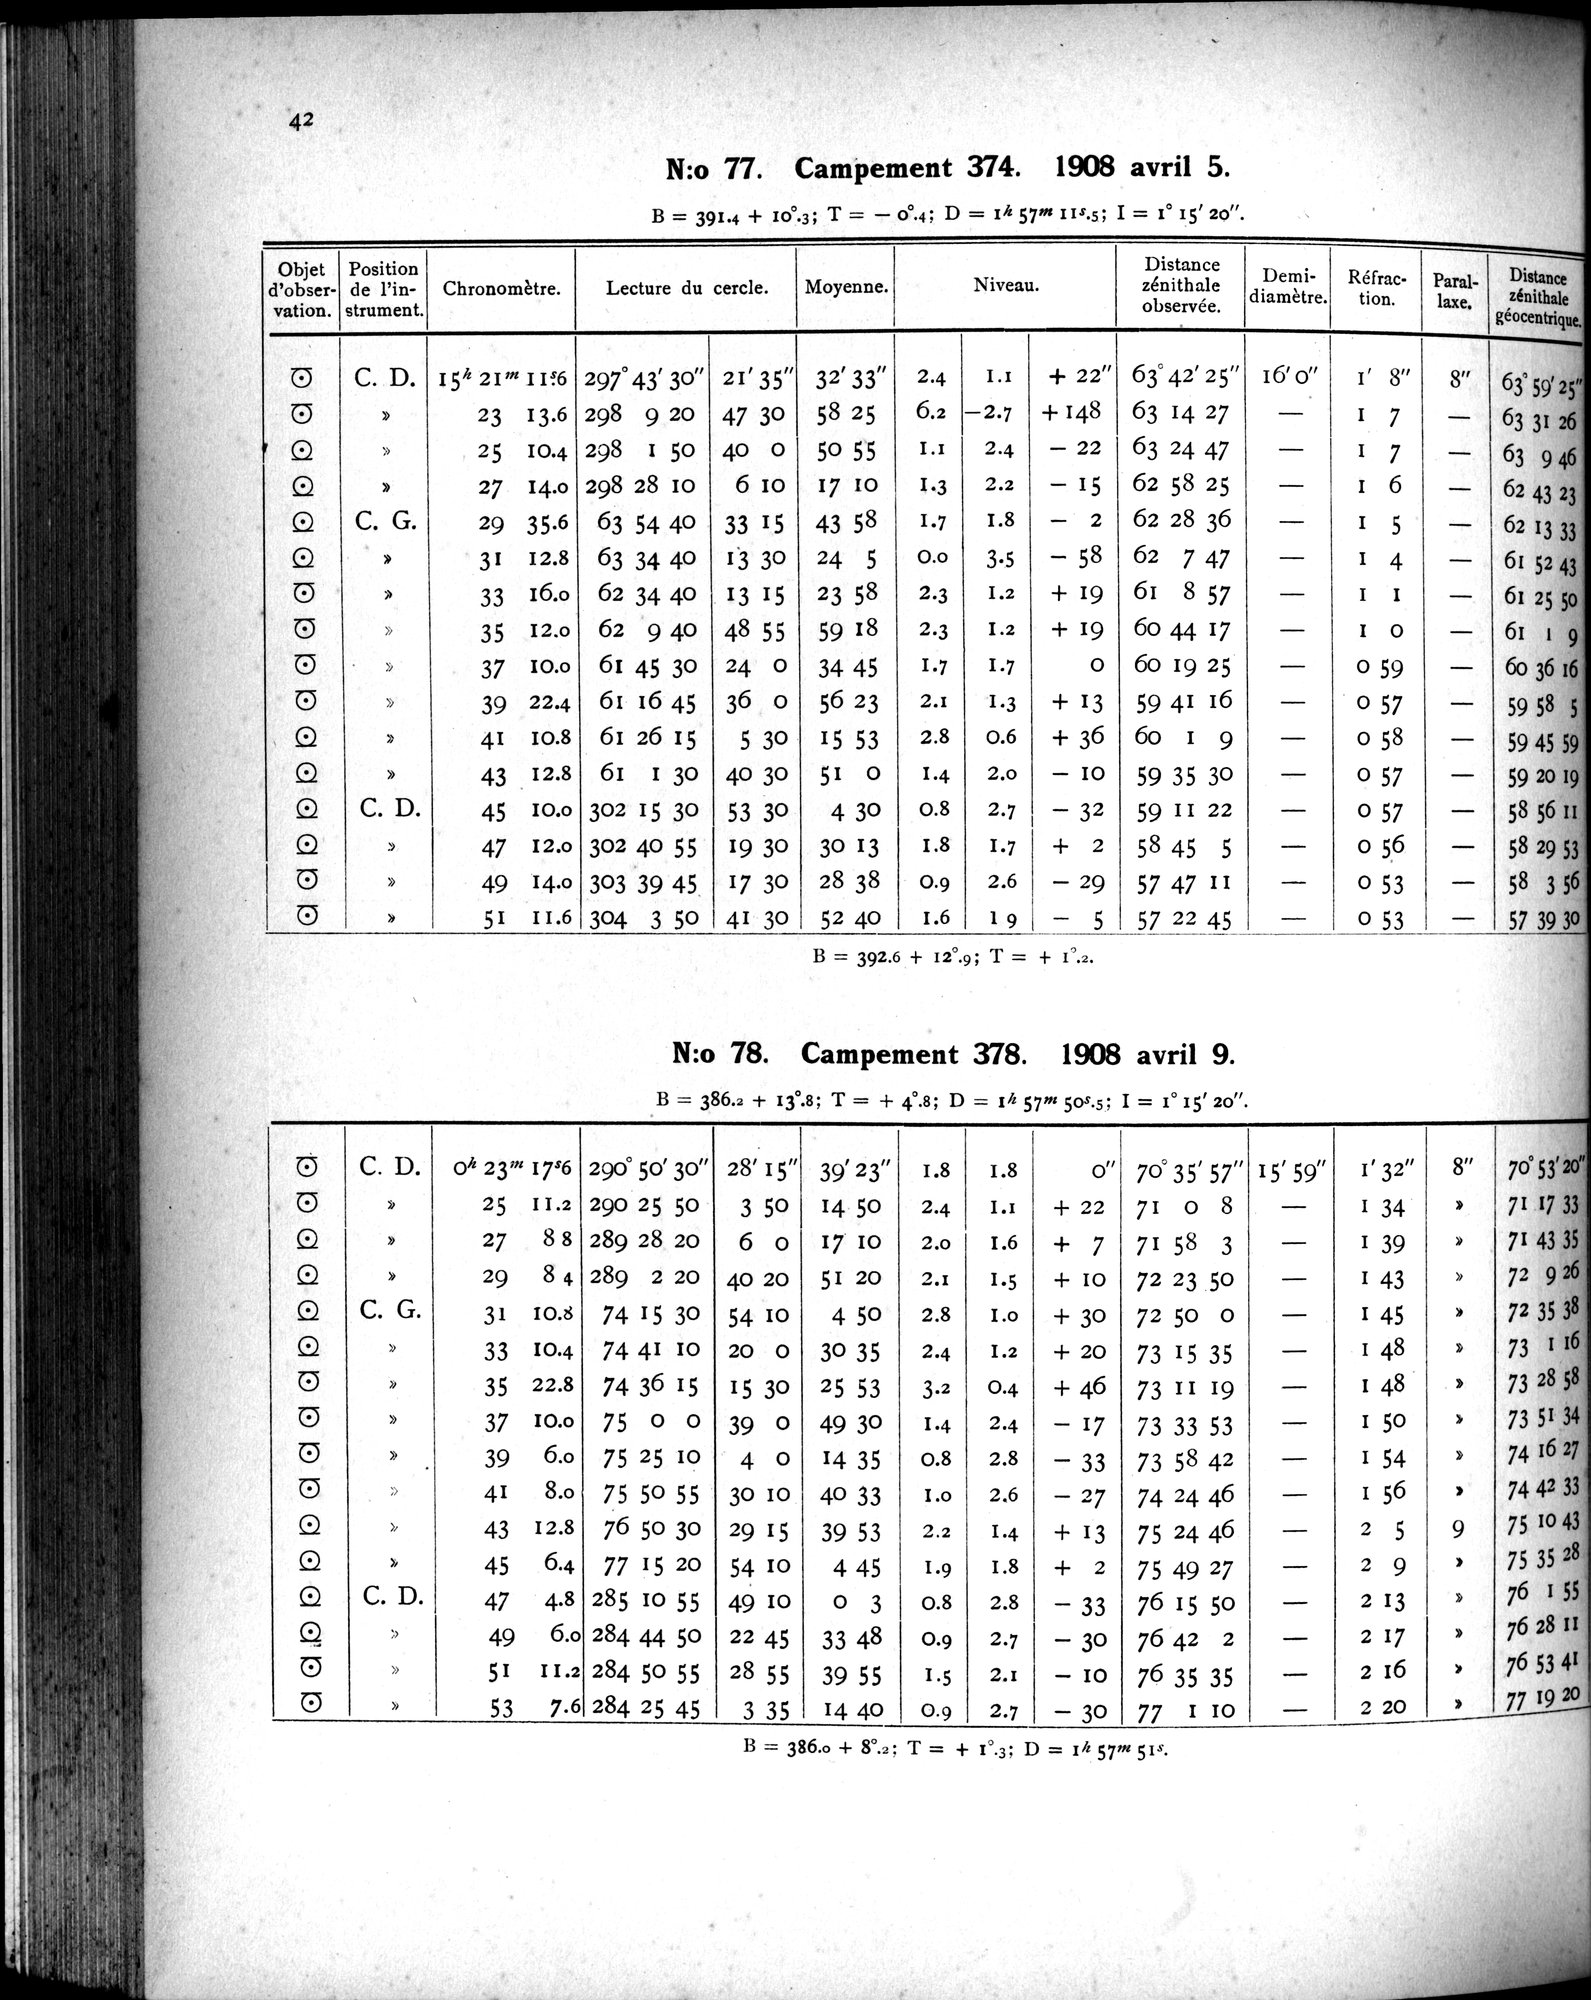 42
N:o 77. Campement 374. 1908 avril 5.
B = 391.4 + 10°.3; T = — 0°.4; D = 1h 57m 11s.5; I = 1° 15′ 20″.
Objet d'obser-vation. Position de l'in-strument. Chronomètre. Lecture du cercle. Moyenne. Niveau. Distance zénithale observée. Demi-diamètre. Réfrac-tion. Paral-laxe. Distance zénithale géocentrique.
☉ C. D. 15h 21m 11s.6 297° 43′ 30″ 21′ 35″ 32′ 33″ 2.4 1.1 + 22″ 63° 42′ 25″ 16′ 0″ 1′ 8″ 8″ 63° 59′ 25″
☉ » 23 13.6 298 9 20 47 30 58 25 6.2 —2.7 + 148 63 14 27 — 1 7 — 63 31 26
☉ » 25 10.4 298 1 50 40 0 50 55 1.1 2.4 — 22 63 24 47 — 1 7 — 63 9 46
☉ » 27 14.0 298 28 10 6 10 17 10 1.3 2.2 — 15 62 58 25 — 1 6 — 62 43 23
☉ C. G. 29 35.6 63 54 40 33 15 43 58 1.7 1.8 — 2 62 28 36 — 1 5 — 62 13 33
☉ » 31 12.8 63 34 40 13 30 24 5 0.0 3.5 — 58 62 7 47 — 1 4 — 61 52 43
☉ » 33 16.0 62 34 40 13 15 23 58 2.3 1.2 + 19 61 8 57 — 1 1 — 61 25 50
☉ » 35 12.0 62 9 40 48 55 59 18 2.3 1.2 + 19 60 44 17 — 1 0 — 61 1 9
☉ » 37 10.0 61 45 30 24 0 34 45 1.7 1.7 0 60 19 25 — 0 59 — 60 36 16
☉ » 39 22.4 61 16 45 36 0 56 23 2.1 1.3 + 13 59 41 16 — 0 57 — 59 58 5
☉ » 41 10.8 61 26 15 5 30 15 53 2.8 0.6 + 36 60 1 9 — 0 58 — 59 45 59
☉ » 43 12.8 61 1 30 40 30 51 0 1.4 2.0 — 10 59 35 30 — 0 57 — 59 20 19
☉ C. D. 45 10.0 302 15 30 53 30 4 30 0.8 2.7 — 32 59 11 22 — 0 57 — 58 56 11
☉ » 47 12.0 302 40 55 19 30 30 13 1.8 1.7 + 2 58 45 5 — 0 56 — 58 29 53
☉ » 49 14.0 303 39 45 17 30 28 38 0.9 2.6 — 29 57 47 11 — 0 53 — 58 3 56
☉ » 51 11.6 304 3 50 41 30 52 40 1.6 1 9 — 5 57 22 45 — 0 53 — 57 39 30
B = 392.6 + 12°.9; T = + 1°.2.
N:o 78. Campement 378. 1908 avril 9.
B = 386.2 + 13°.8; T = + 4°.8; D = 1h 57m 50s.5; I = 1° 15′ 20″.
☉ C. D. 0h 23m 17s6 290° 50′ 30″ 28′ 15″ 39′ 23″ 1.8 1.8 0″ 70° 35′ 57″ 15′ 59″ 1′ 32″ 8″ 70° 53′ 20″
☉ » 25 11.2 290 25 50 3 50 14 50 2.4 1.1 + 22 71 0 8 — 1 34 » 71 17 33
☉ » 27 8 8 289 28 20 6 0 17 10 2.0 1.6 + 7 71 58 3 — 1 39 » 71 43 35
☉ » 29 8 4 289 2 20 40 20 51 20 2.1 1.5 + 10 72 23 50 — 1 43 » 72 9 26
☉ C. G. 31 10.8 74 15 30 54 10 4 50 2.8 1.0 + 30 72 50 0 — 1 45 » 72 35 38
☉ » 33 10.4 74 41 10 20 0 30 35 2.4 1.2 + 20 73 15 35 — 1 48 » 73 1 16
☉ » 35 22.8 74 36 15 15 30 25 53 3.2 0.4 + 46 73 11 19 — 1 48 » 73 28 58
☉ » 37 10.0 75 0 0 39 0 49 30 1.4 2.4 — 17 73 33 53 — 1 50 » 73 51 34
☉ » 39 6.0 75 25 10 4 0 14 35 0.8 2.8 — 33 73 58 42 — 1 54 » 74 16 27
☉ » 41 8.0 75 50 55 30 10 40 33 1.0 2.6 — 27 74 24 46 — 1 56 » 74 42 33
☉ » 43 12.8 76 50 30 29 15 39 53 2.2 1.4 + 13 75 24 46 — 2 5 9 75 10 43
☉ » 45 6.4 77 15 20 54 10 4 45 1.9 1.8 + 2 75 49 27 — 2 9 » 75 35 28
☉ C. D. 47 4.8 285 10 55 49 10 0 3 0.8 2.8 — 33 76 15 50 — 2 13 » 76 1 55
☉ » 49 6.0 284 44 50 22 45 33 48 0.9 2.7 — 30 76 42 2 — 2 17 » 76 28 11
☉ » 51 11.2 284 50 55 28 55 39 55 1.5 2.1 — 10 76 35 35 — 2 16 » 76 53 41
☉ » 53 7.6 284 25 45 3 35 14 40 0.9 2.7 — 30 77 1 10 — 2 20 » 77 19 20
B = 386.0 + 8°.2; T = + 1°.3; D = 1h 57m 51s.